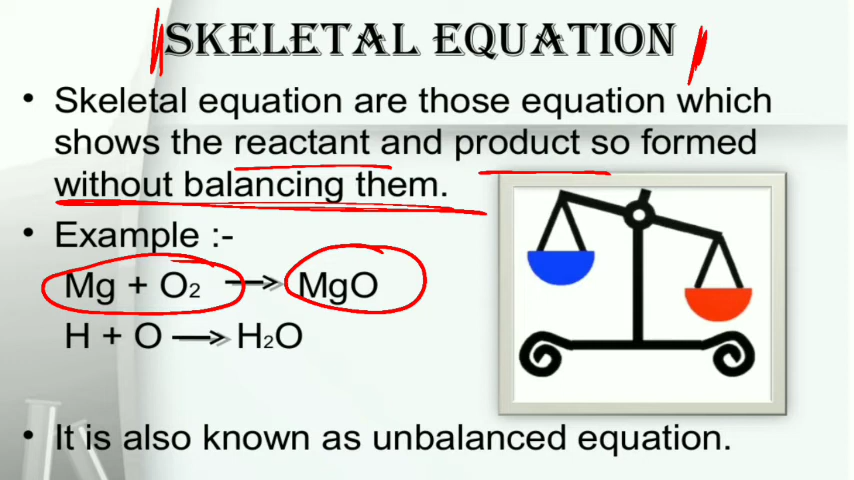 SKELETAL EQUATION
• Skeletal equation are those equation which
shows the reactant and product so formed
without balancing them.
• Example :-
Mg + O₂ → MgO
H + O → H₂O
• It is also known as unbalanced equation.